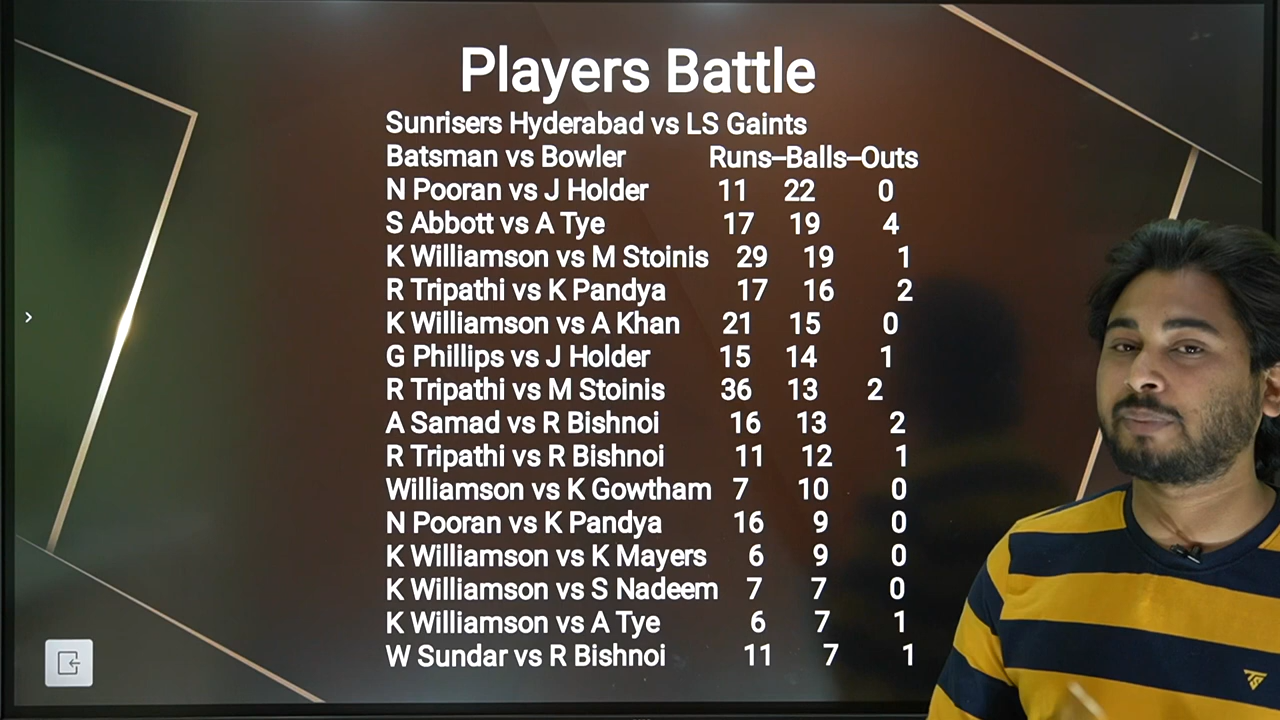 Players Battle
Sunrisers Hyderabad vs LS Gaints
Batsman vs Bowler Runs–Balls–Outs
N Pooran vs J Holder 11 22 0
S Abbott vs A Tye 17 19 4
K Williamson vs M Stoinis 29 19 1
R Tripathi vs K Pandya 17 16 2
K Williamson vs A Khan 21 15 0
G Phillips vs J Holder 15 14 1
R Tripathi vs M Stoinis 36 13 2
A Samad vs R Bishnoi 16 13 2
R Tripathi vs R Bishnoi 11 12 1
Williamson vs K Gowtham 7 10 0
N Pooran vs K Pandya 16 9 0
K Williamson vs K Mayers 6 9 0
K Williamson vs S Nadeem 7 7 0
K Williamson vs A Tye 6 7 1
W Sundar vs R Bishnoi 11 7 1